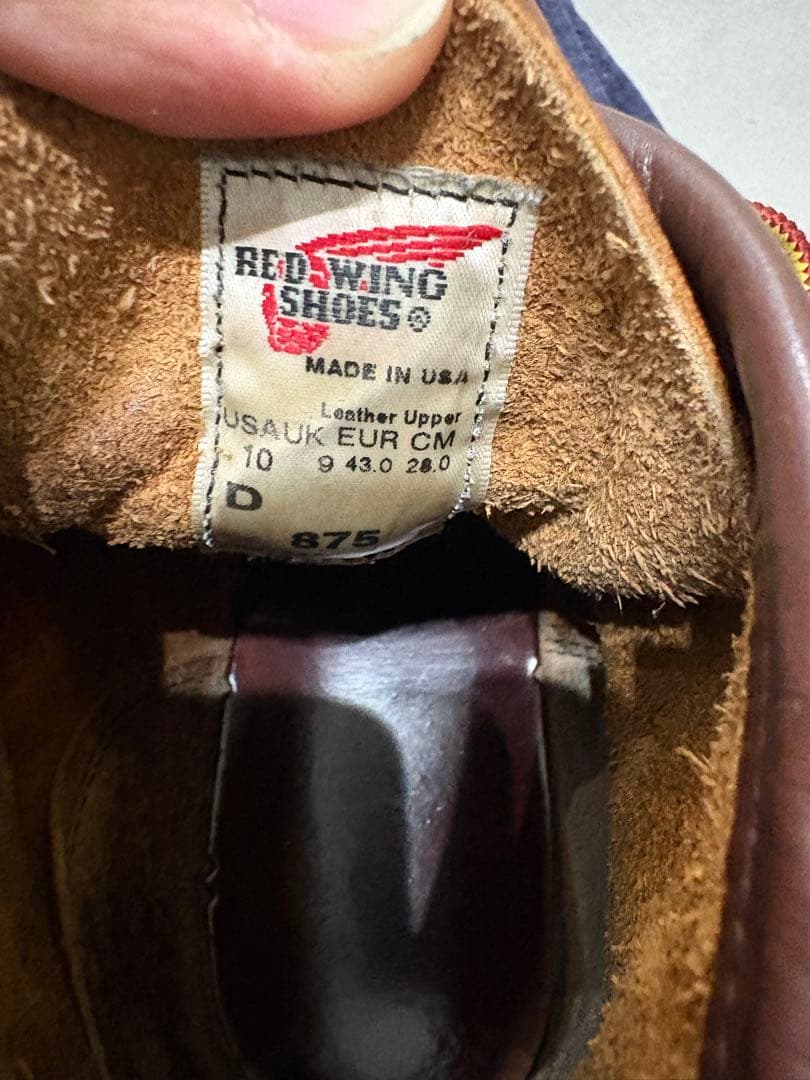 RED WING
SHOES®
MADE IN USA
Leather Upper
USA UK EUR CM
10 9 43.0 28.0
D
875